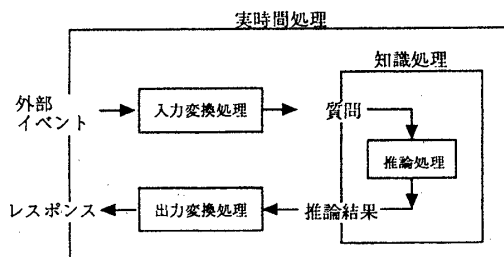 実時間処理
知識処理
外部
イベント
入力変換処理
質問
推論処理
レスポンス
出力変換処理
推論結果